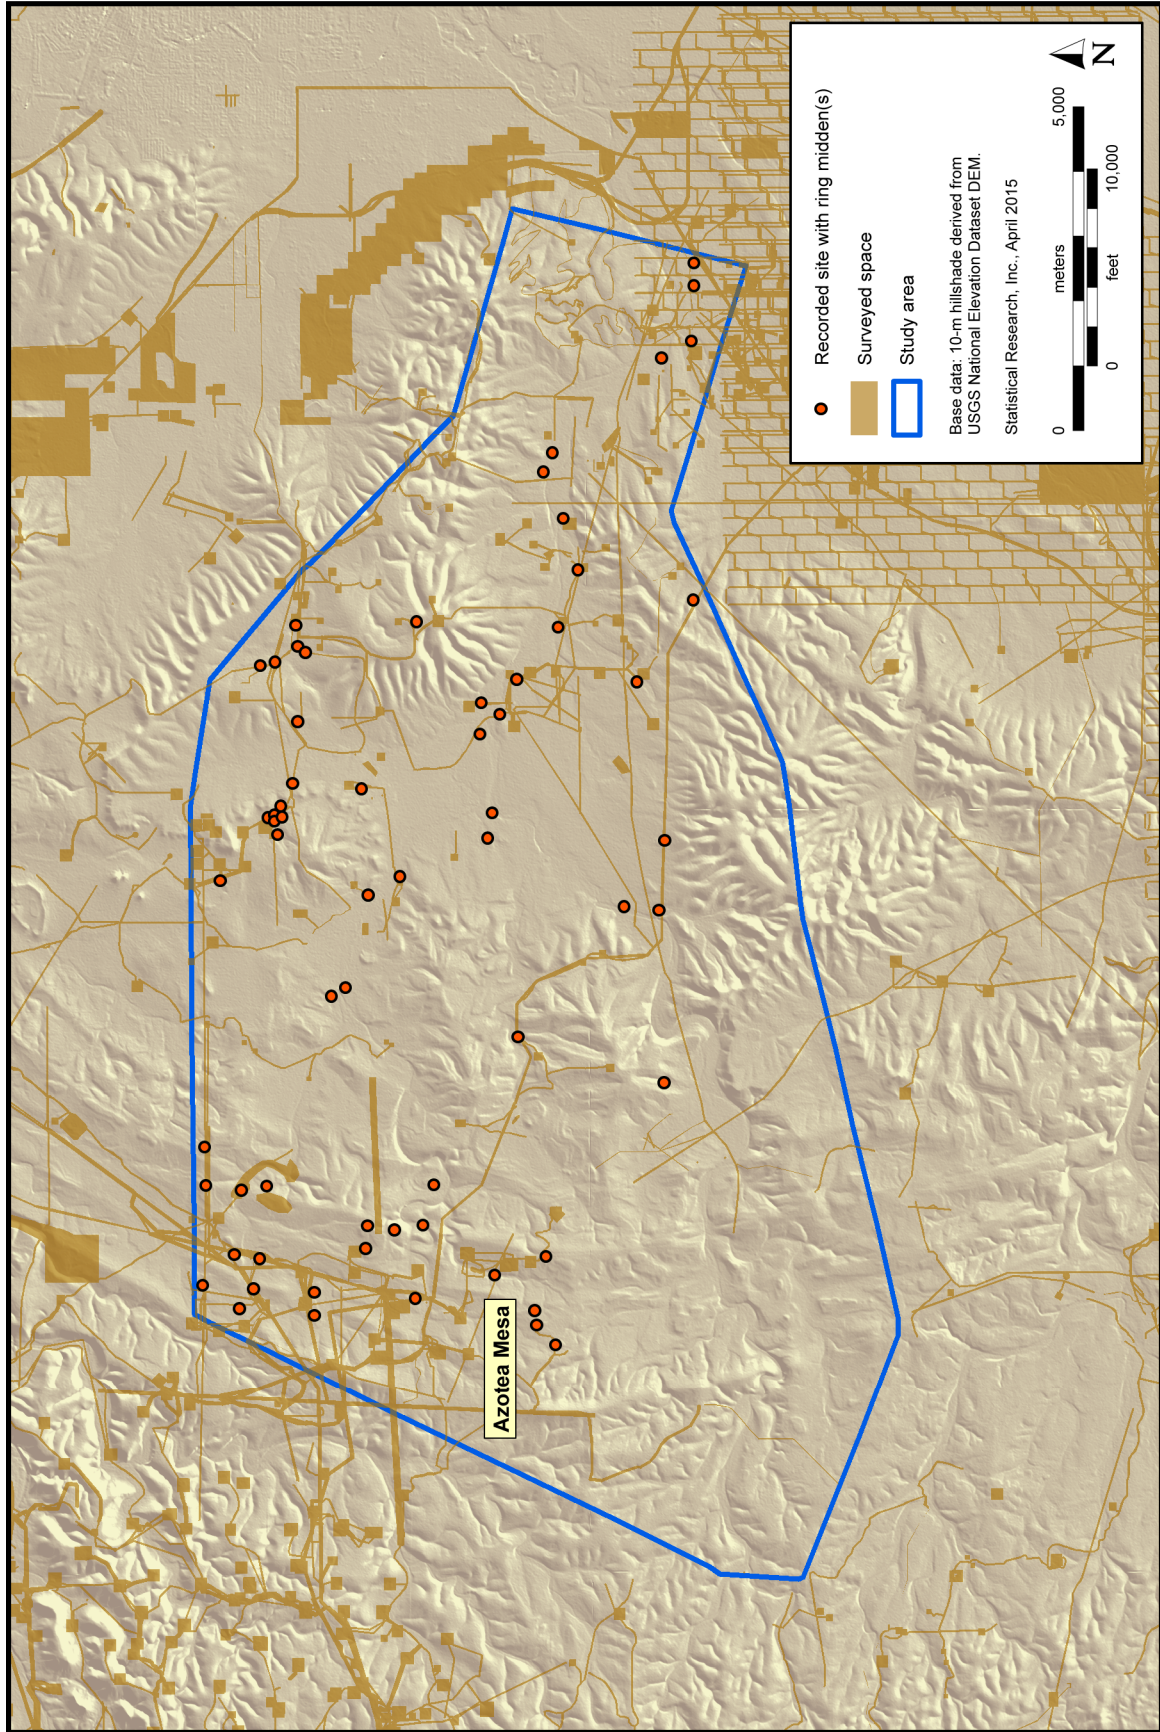 Azotea Mesa
Recorded site with ring midden(s)
Surveyed space
Study area
Base data: 10-m hillshade derived from
USGS National Elevation Dataset DEM.
Statistical Research, Inc., April 2015
0 5,000
meters
feet
0 10,000
N